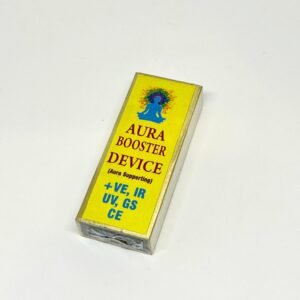 AURA
BOOSTER
DEVICE
(Aura Supporting)
+VE, IR
UV, GS
CE